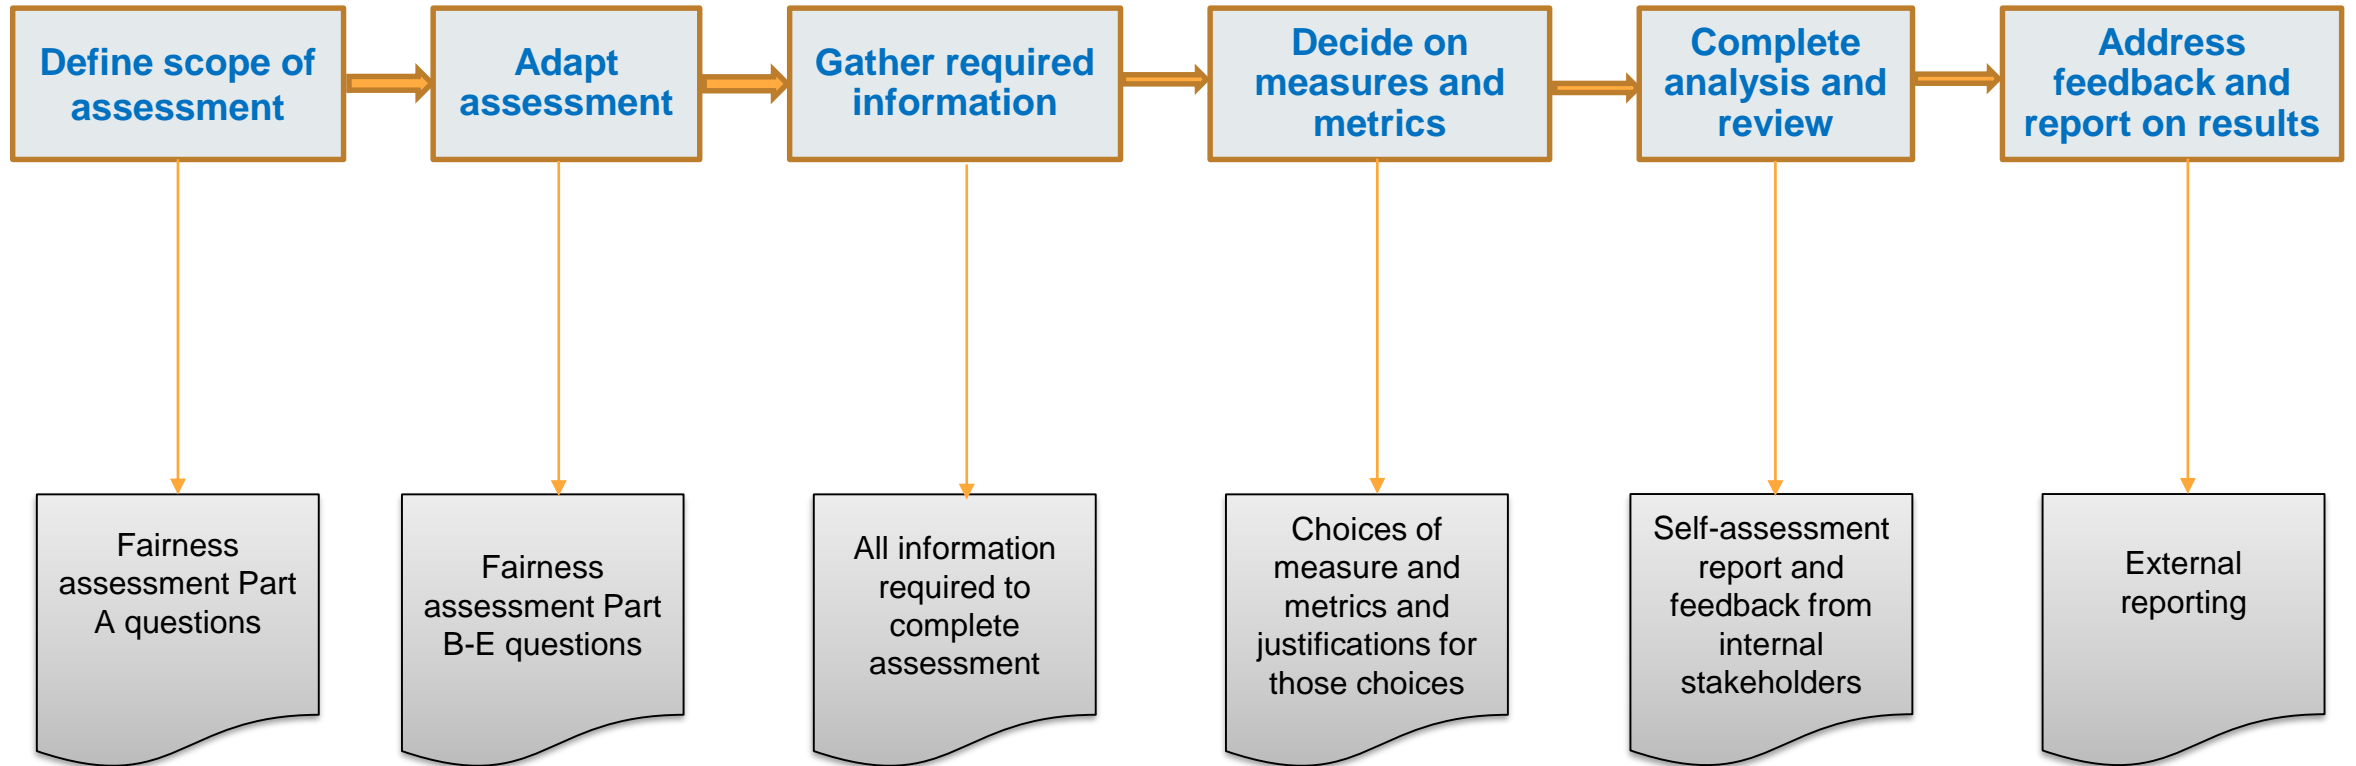 Define scope of
assessment
Adapt
assessment
Gather required
information
Decide on
measures and
metrics
Complete
analysis and
review
Address
feedback and
report on results
Fairness
assessment Part
A questions
Fairness
assessment Part
B-E questions
All information
required to
complete
assessment
Choices of
measure and
metrics and
justifications for
those choices
Self-assessment
report and
feedback from
internal
stakeholders
External
reporting